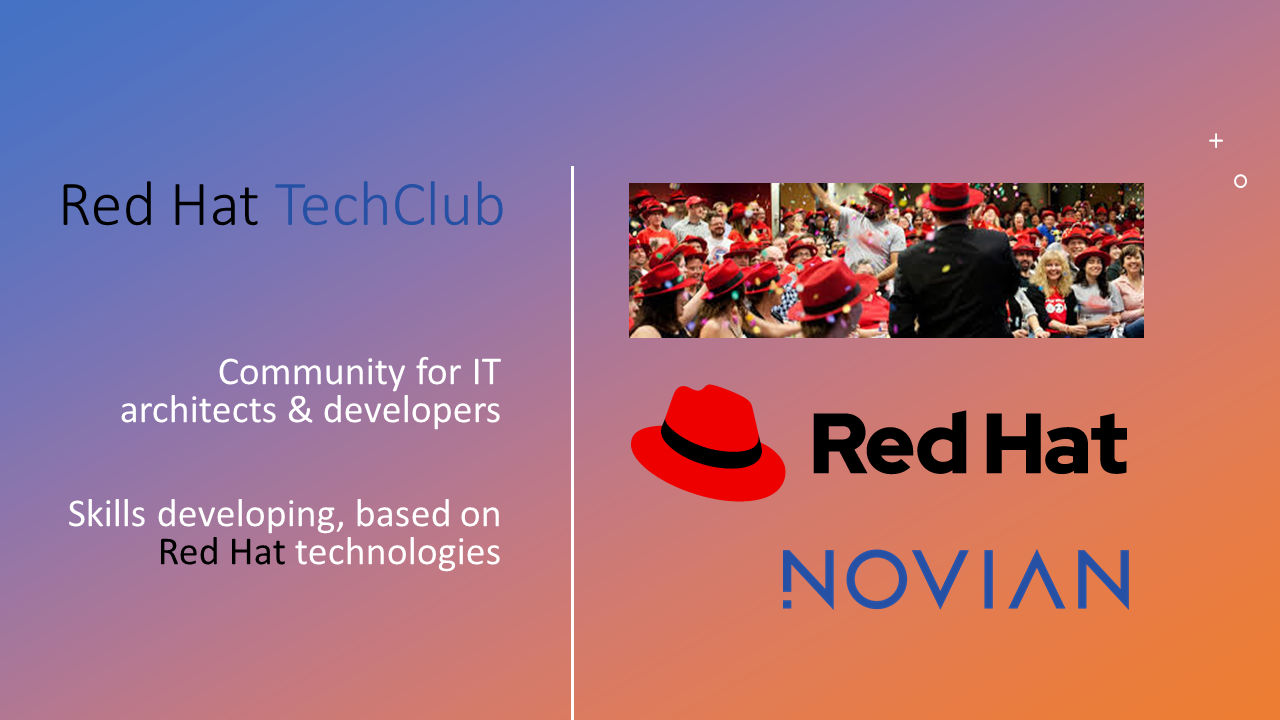 Red Hat TechClub
Community for IT
architects & developers
Skills developing, based on
Red Hat technologies
Red Hat
NOVIAN